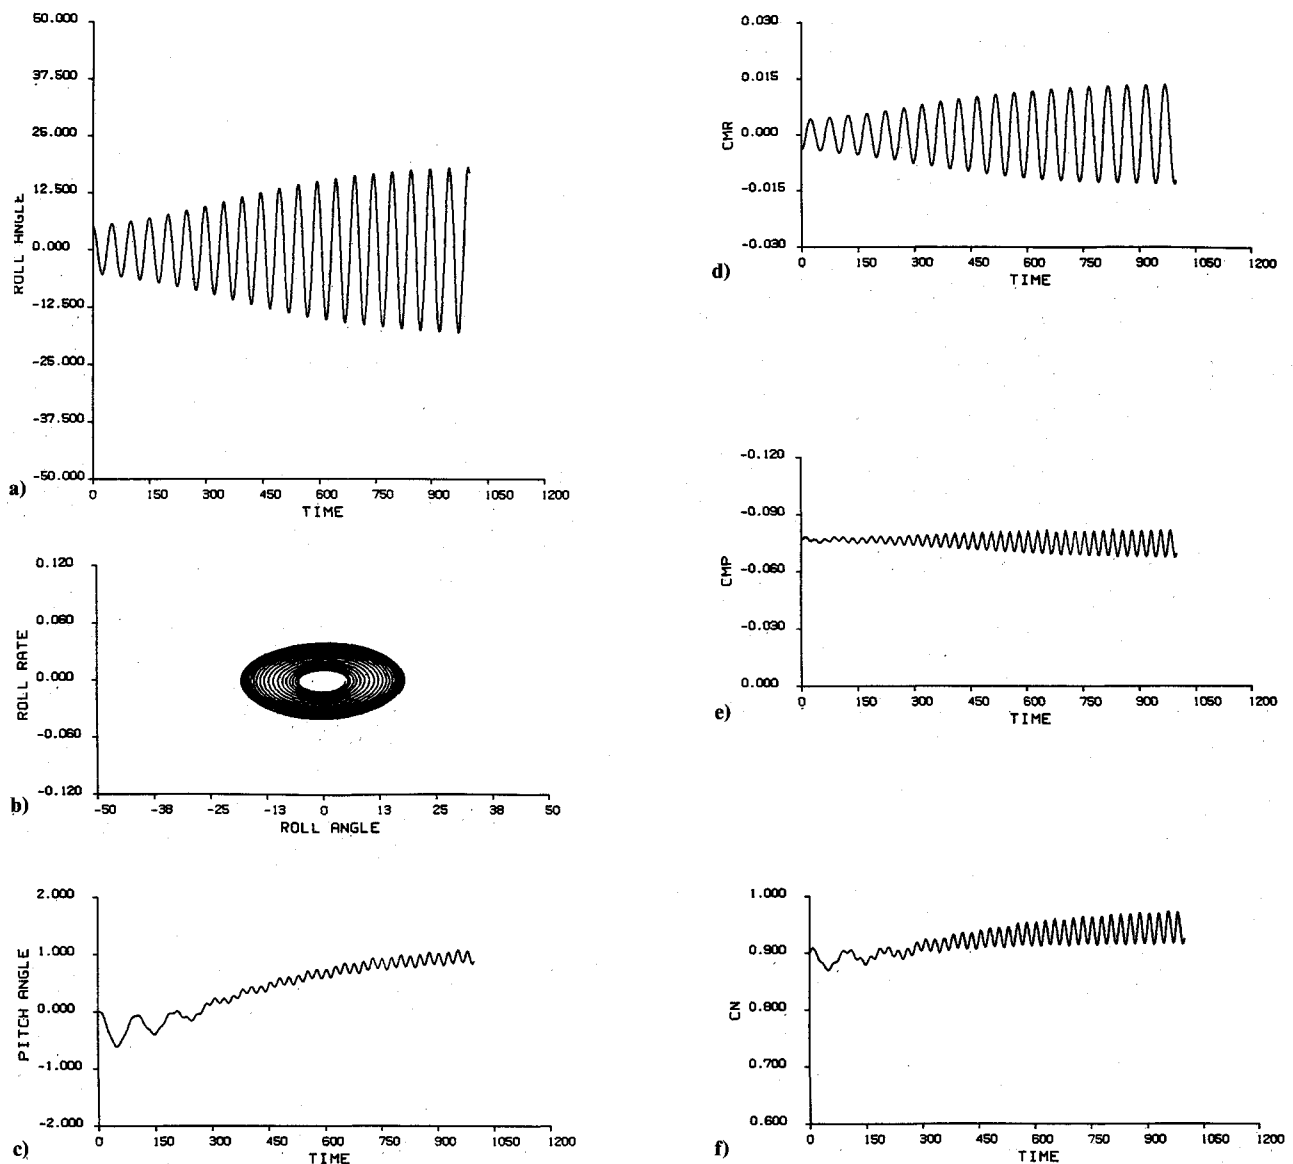 50.000
37.500
25.000
12.500
0.000
-12.500
-25.000
-37.500
-50.000
ROLL ANGLE
0 150 300 450 600 750 900 1050 1200
TIME
a)
0.120
0.060
0.000
-0.060
-0.120
ROLL RATE
-50 -38 -25 -13 0 13 25 38 50
ROLL ANGLE
b)
2.000
1.000
0.000
-1.000
-2.000
PITCH ANGLE
0 150 300 450 600 750 900 1050 1200
TIME
c)
0.030
0.015
0.000
-0.015
-0.030
CMR
0 150 300 450 600 750 900 1050 1200
TIME
d)
-0.120
-0.090
-0.060
-0.030
0.000
CMP
0 150 300 450 600 750 900 1050 1200
TIME
e)
1.000
0.900
0.800
0.700
0.600
CN
0 150 300 450 600 750 900 1050 1200
TIME
f)